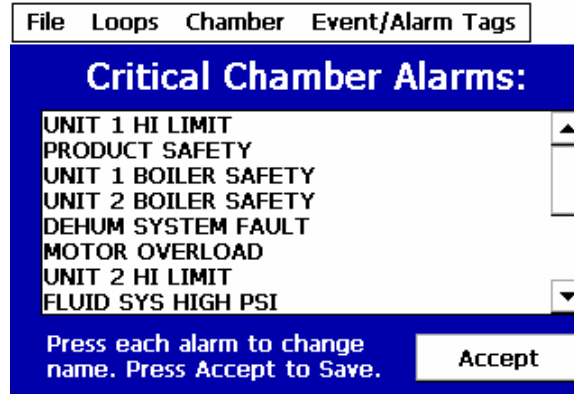 File Loops Chamber Event/Alarm Tags
Critical Chamber Alarms:
UNIT 1 HI LIMIT
PRODUCT SAFETY
UNIT 1 BOILER SAFETY
UNIT 2 BOILER SAFETY
DEHUM SYSTEM FAULT
MOTOR OVERLOAD
UNIT 2 HI LIMIT
FLUID SYS HIGH PSI
Press each alarm to change
name. Press Accept to Save.
Accept